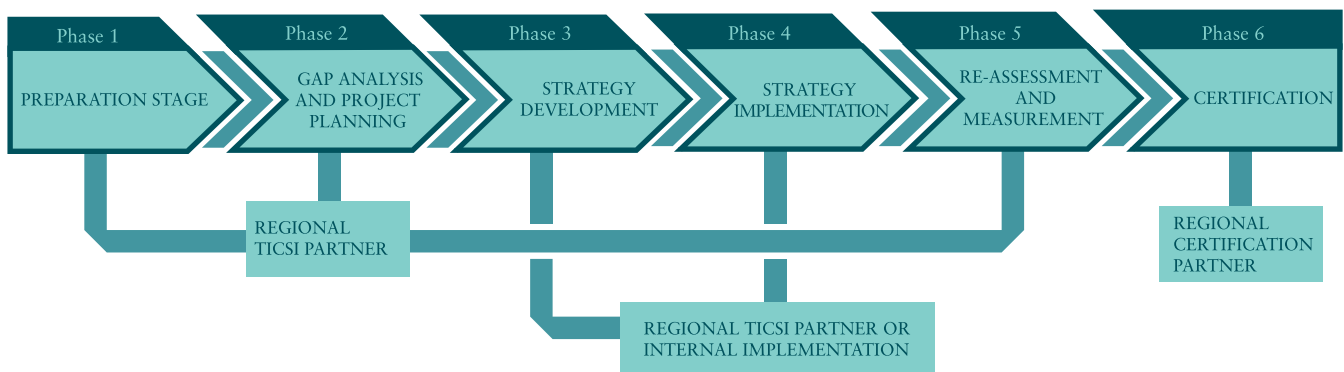 Phase 1
PREPARATION STAGE
Phase 2
GAP ANALYSIS
AND PROJECT
PLANNING
Phase 3
STRATEGY
DEVELOPMENT
Phase 4
STRATEGY
IMPLEMENTATION
Phase 5
RE-ASSESSMENT
AND
MEASUREMENT
Phase 6
CERTIFICATION
REGIONAL
TICSI PARTNER
REGIONAL
CERTIFICATION
PARTNER
REGIONAL TICSI PARTNER OR
INTERNAL IMPLEMENTATION